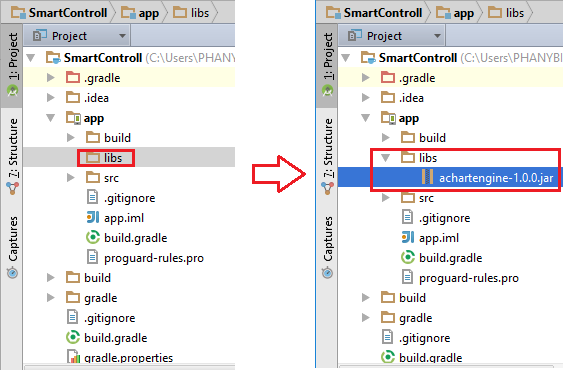 SmartControll app libs
Project
SmartControll (C:\Users\PHANYBI
.gradle
.idea
app
build
libs
src
.gitignore
app.iml
build.gradle
proguard-rules.pro
build
gradle
.gitignore
build.gradle
gradle.properties
1: Project
7: Structure
Captures
SmartControll app libs
Project
SmartControll (C:\Users\PHANYBI
.gradle
.idea
app
build
libs
achartengine-1.0.0.jar
src
.gitignore
app.iml
build.gradle
proguard-rules.pro
build
gradle
.gitignore
build.gradle
1: Project
7: Structure
Captures